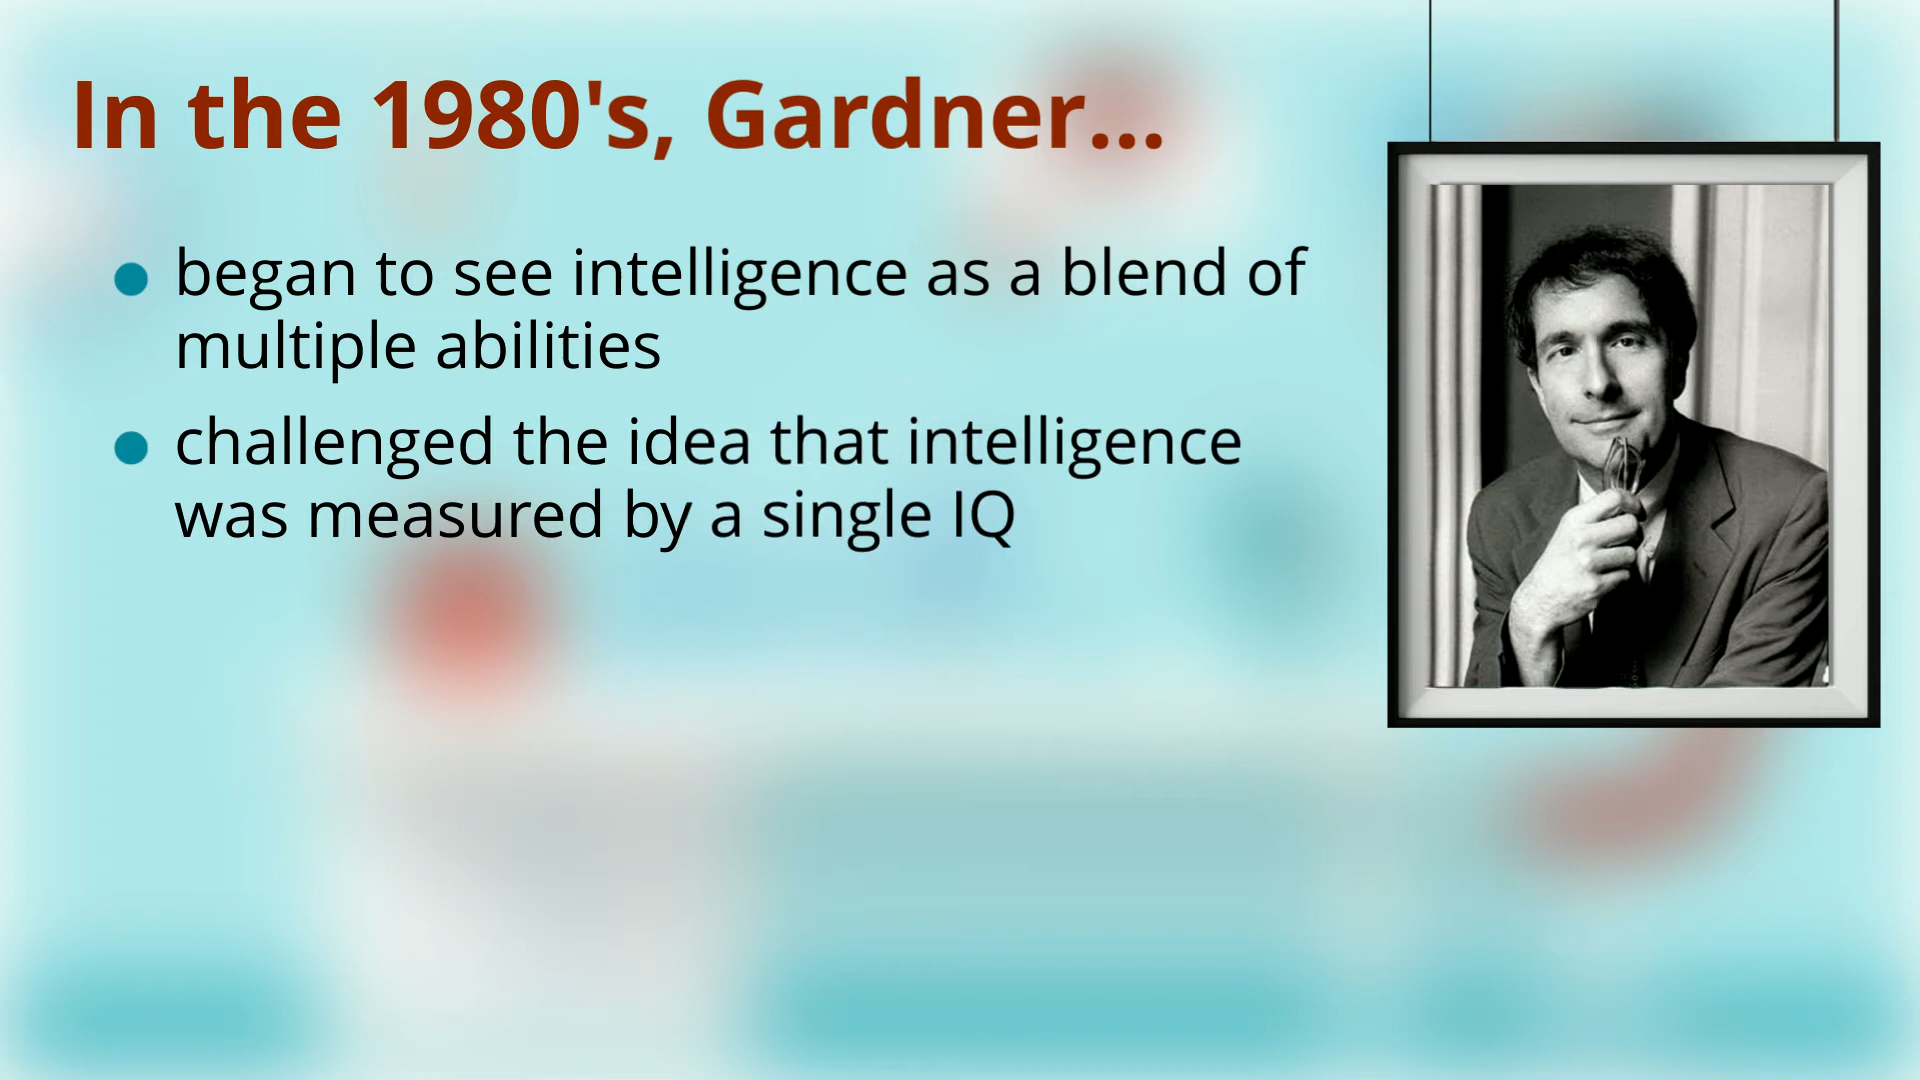 In the 1980's, Gardner...
began to see intelligence as a blend of
multiple abilities
challenged the idea that intelligence
was measured by a single IQ